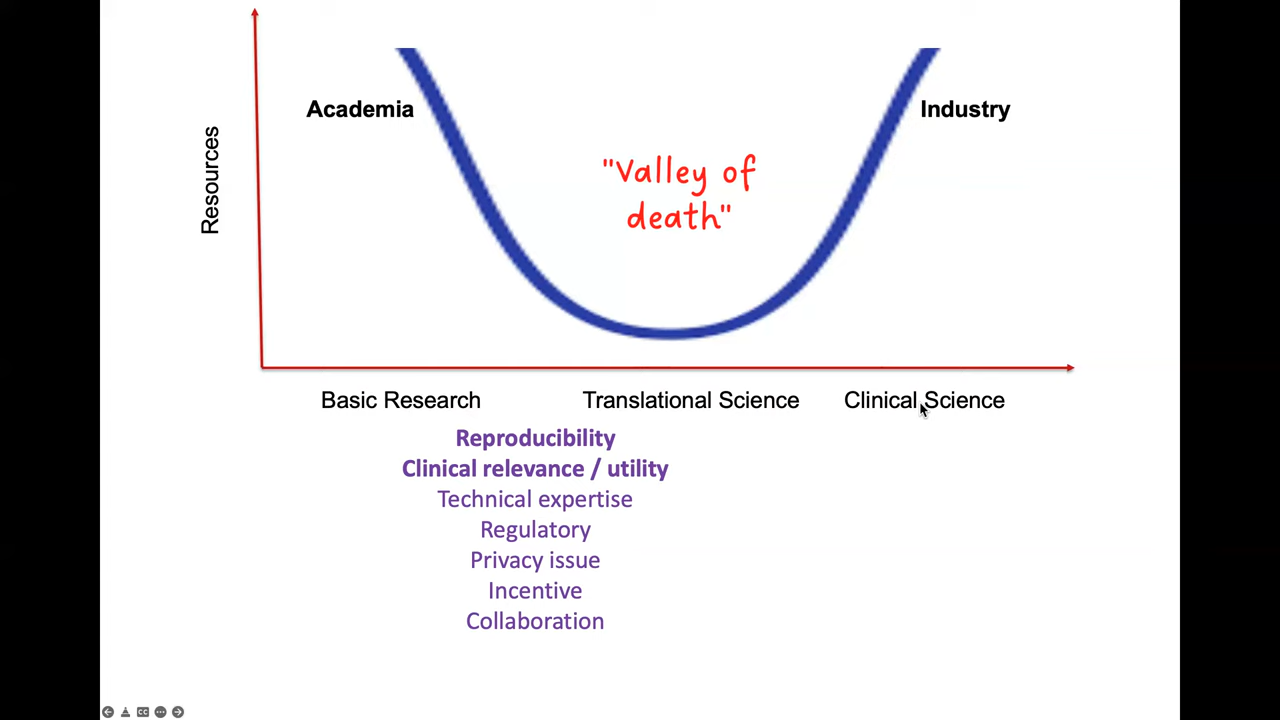 Academia
Industry
"Valley of
death"
Resources
Basic Research
Translational Science
Clinical Science
Reproducibility
Clinical relevance / utility
Technical expertise
Regulatory
Privacy issue
Incentive
Collaboration
CC